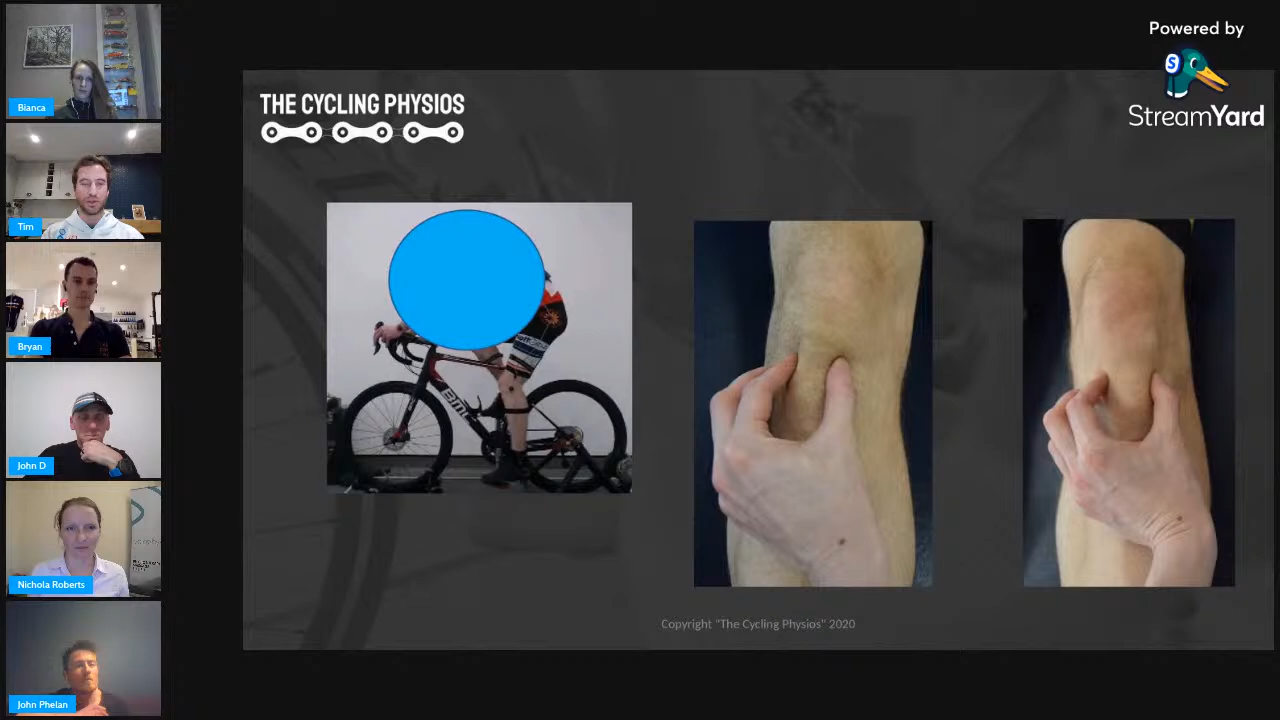 Bianca
Tim
Bryan
John D
Nichola Roberts
John Phelan
THE CYCLING PHYSIOS
BMC
Copyright "The Cycling Physios" 2020
Powered by
S
StreamYard